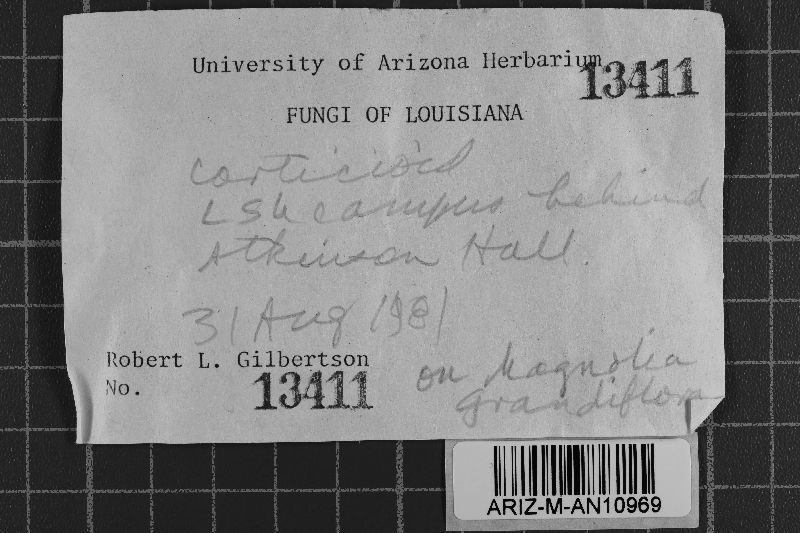 University of Arizona Herbarium 13411
FUNGI OF LOUISIANA
corticioid
LSU campus behind
Atkinson Hall.
31 Aug 1981
Robert L. Gilbertson
No. 13411
on Magnolia
grandiflora
ARIZ-M-AN10969